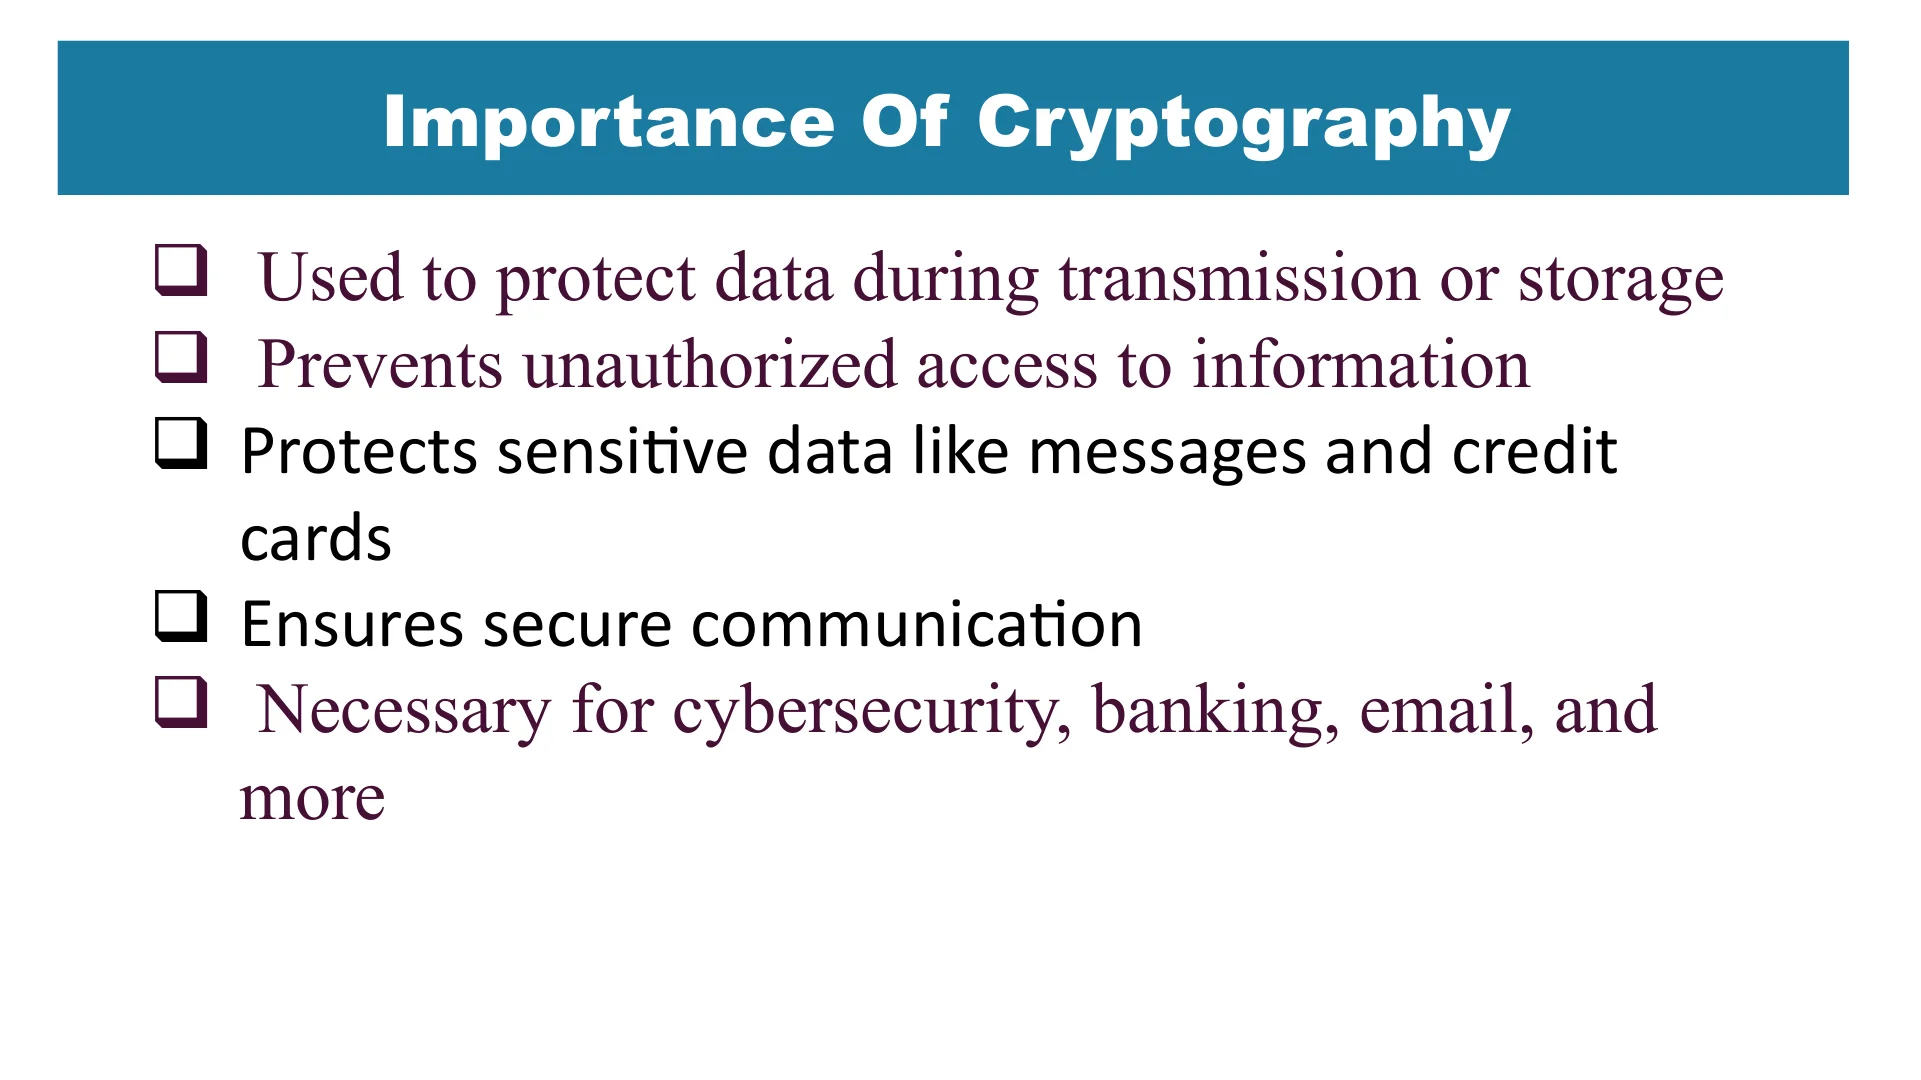 Importance Of Cryptography
❑ Used to protect data during transmission or storage
❑ Prevents unauthorized access to information
❑ Protects sensitive data like messages and credit
cards
❑ Ensures secure communication
❑ Necessary for cybersecurity, banking, email, and
more